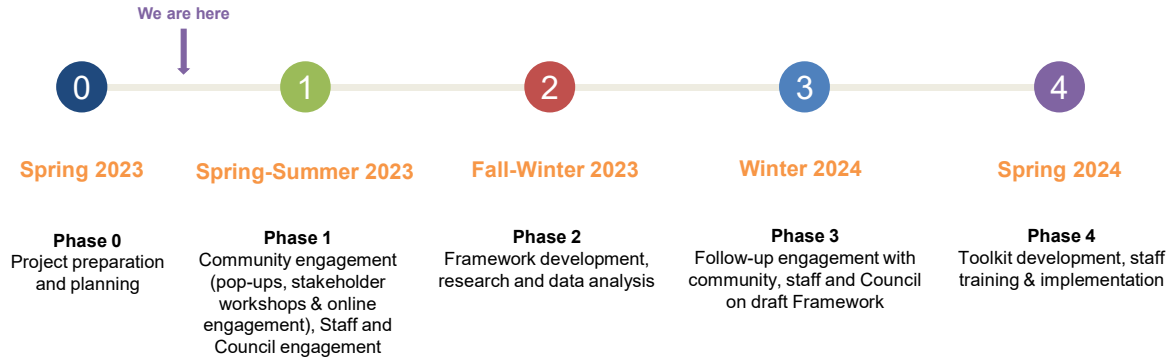 We are here
0
1
2
3
4
Spring 2023
Spring-Summer 2023
Fall-Winter 2023
Winter 2024
Spring 2024
Phase 0
Project preparation
and planning
Phase 1
Community engagement
(pop-ups, stakeholder
workshops & online
engagement), Staff and
Council engagement
Phase 2
Framework development,
research and data analysis
Phase 3
Follow-up engagement with
community, staff and Council
on draft Framework
Phase 4
Toolkit development, staff
training & implementation